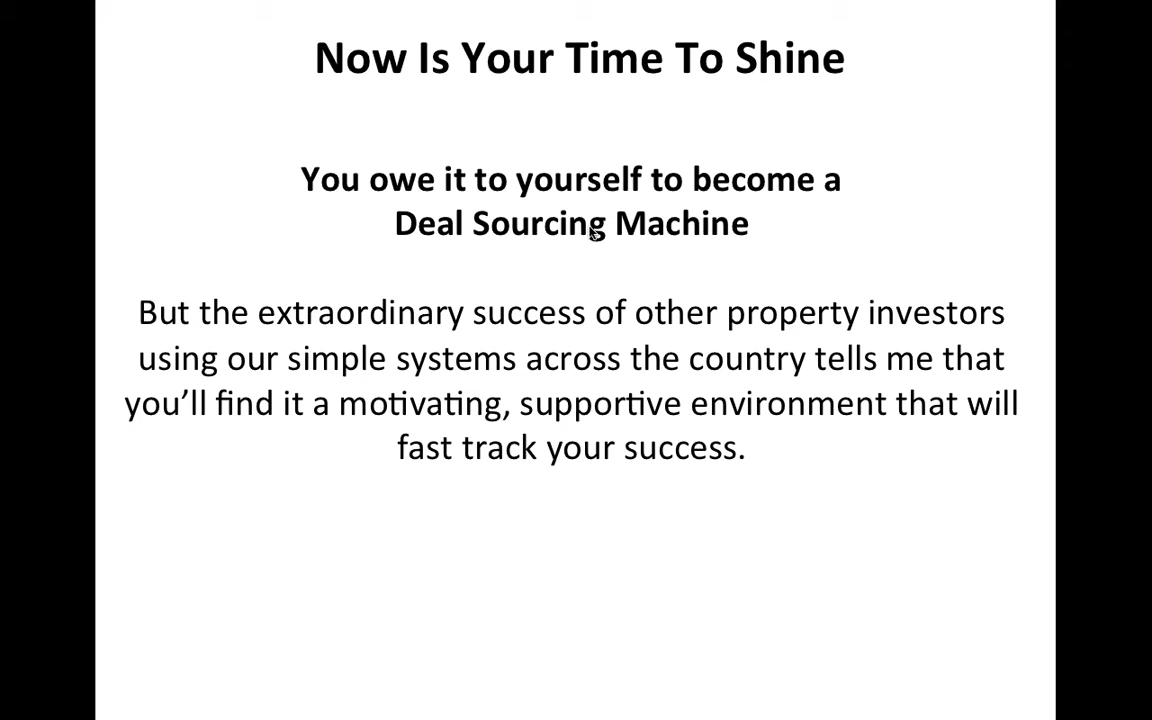 Now Is Your Time To Shine
You owe it to yourself to become a
Deal Sourcing Machine
But the extraordinary success of other property investors
using our simple systems across the country tells me that
you’ll find it a motivating, supportive environment that will
fast track your success.